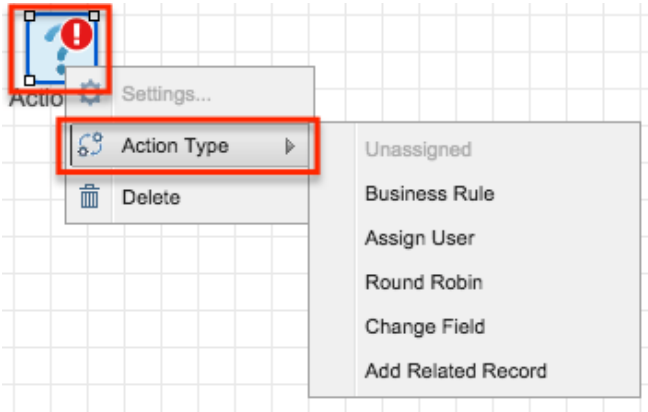 Actio
Settings...
Action Type
Delete
Unassigned
Business Rule
Assign User
Round Robin
Change Field
Add Related Record